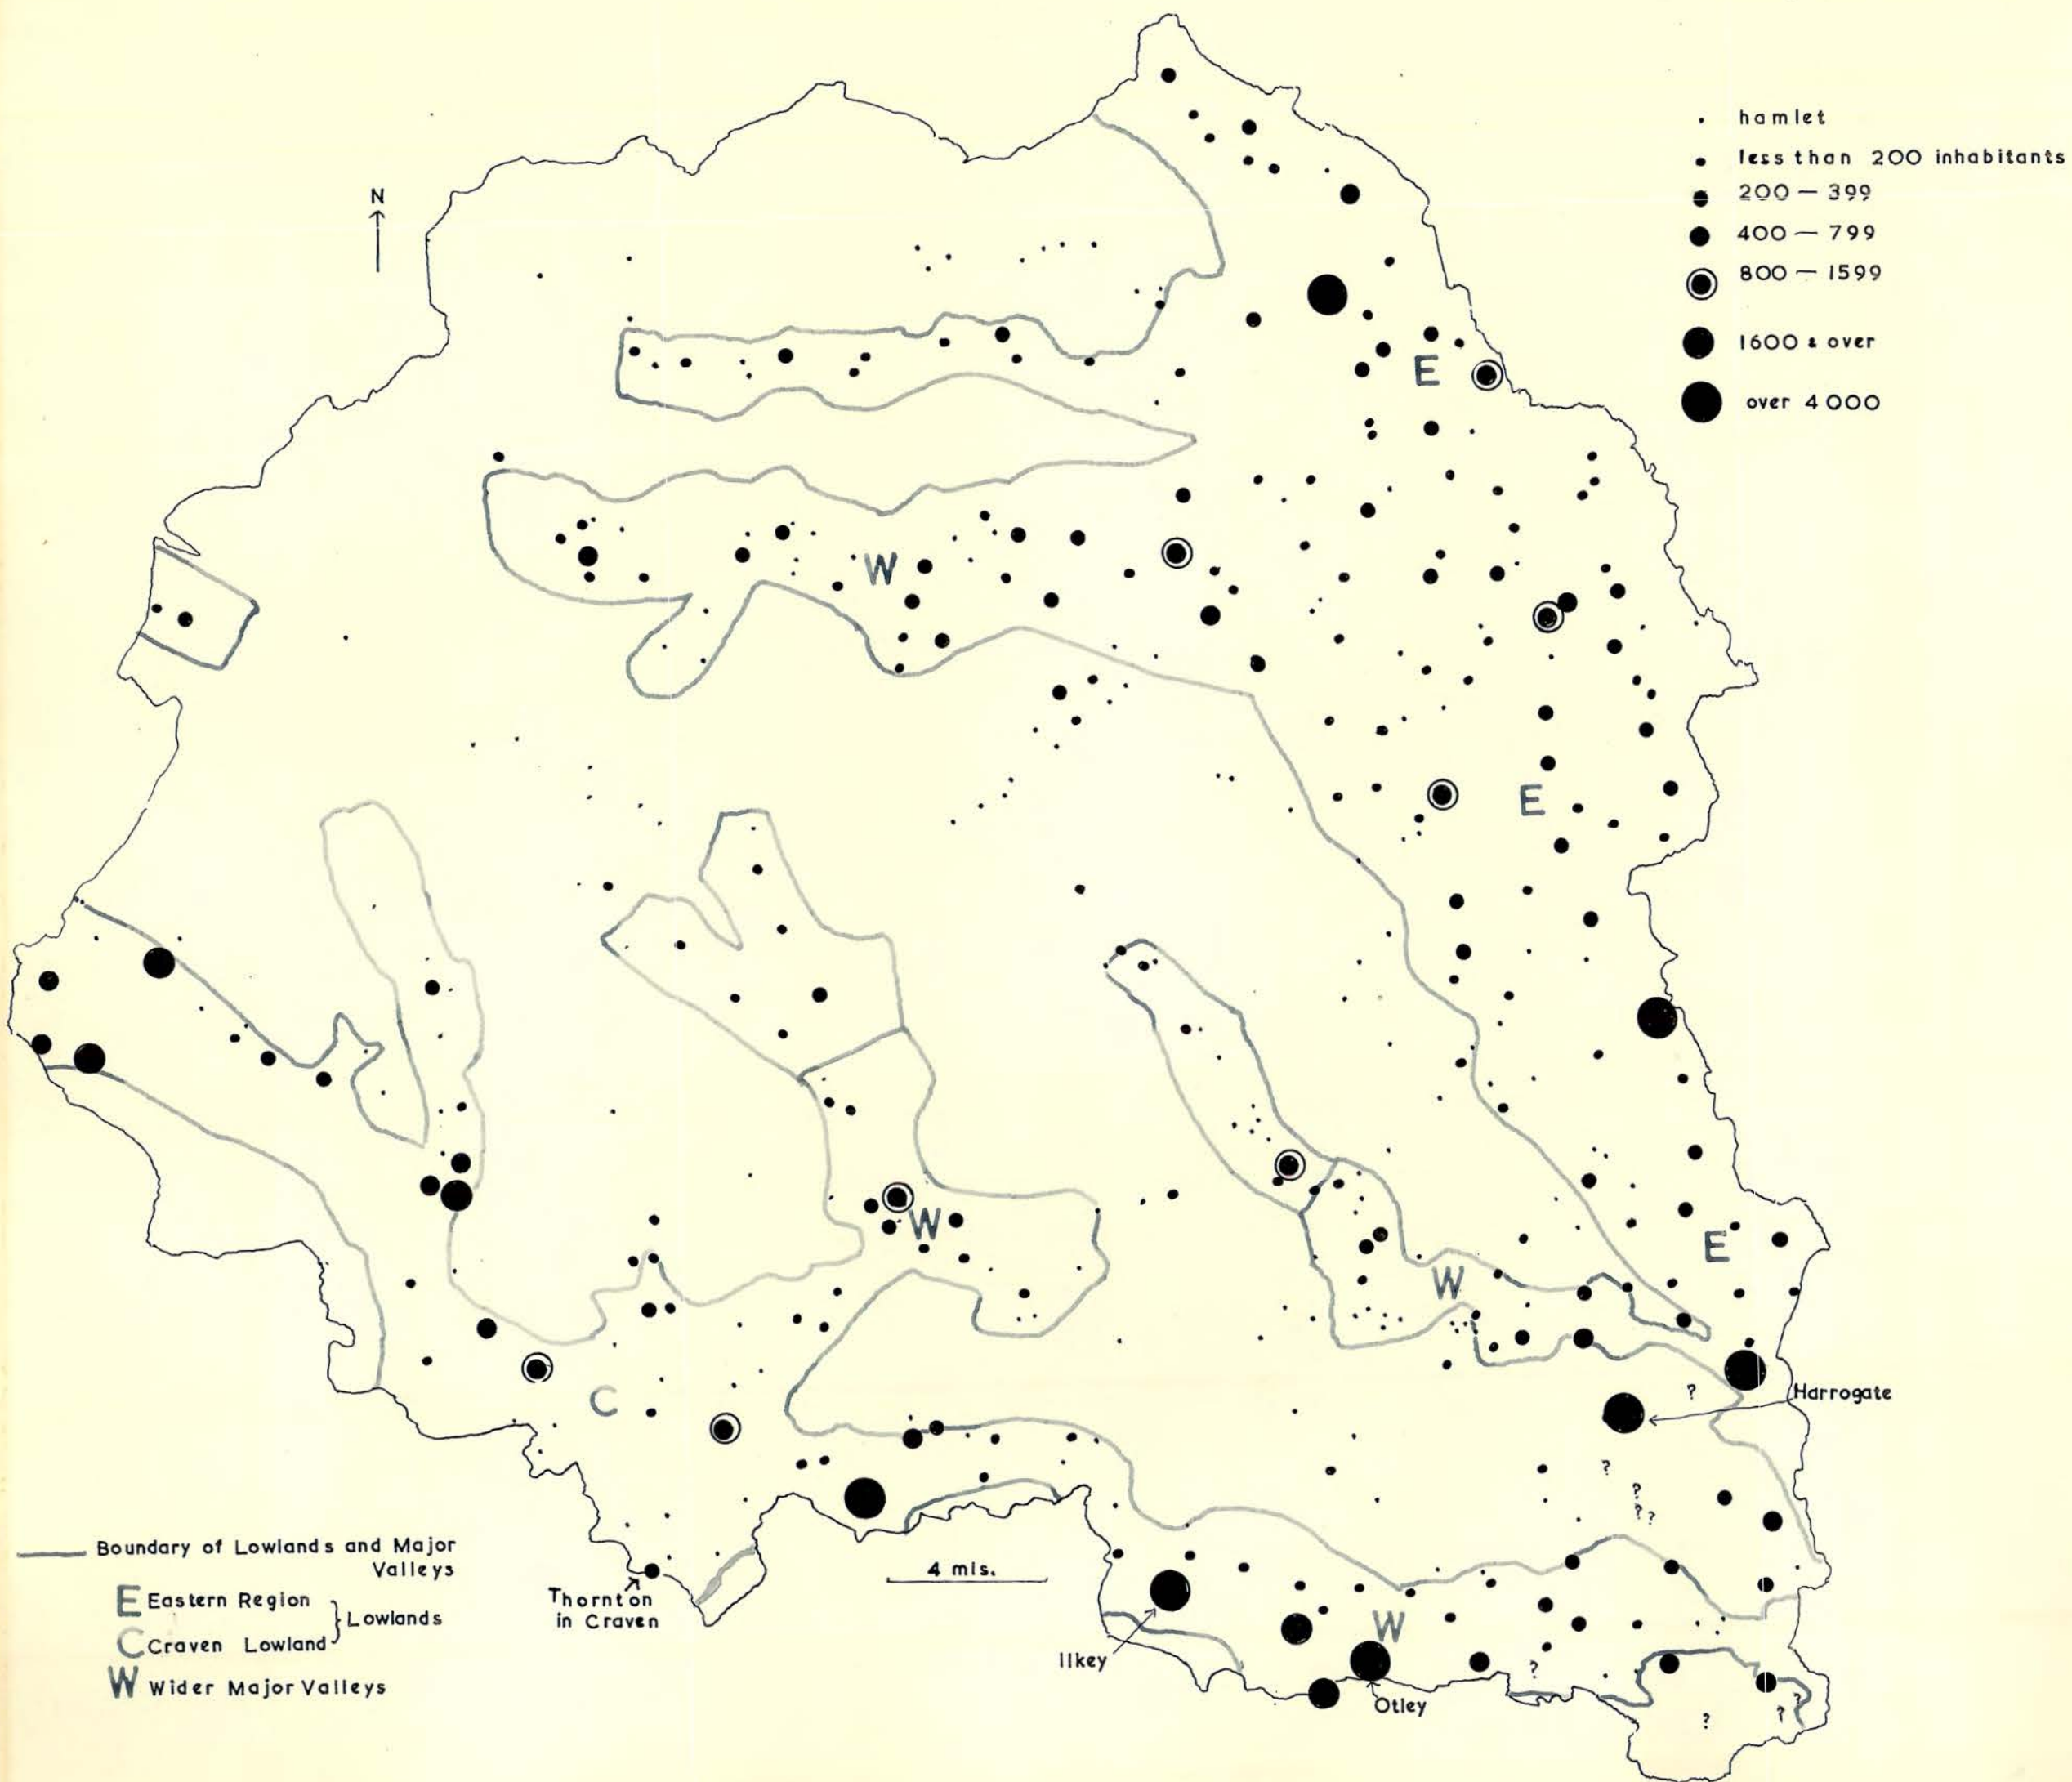 hamlet
less than 200 inhabitants
200 — 399
400 — 799
800 — 1599
1600 & over
over 4000
N
E
W
E
E
W
W
C
Harrogate
?
?
?
? ?
Boundary of Lowlands and Major
Valleys
E Eastern Region
C Craven Lowland
} Lowlands
W Wider Major Valleys
4 mls.
Thornton
in Craven
W
Ilkey
Otley
?
?
?
?